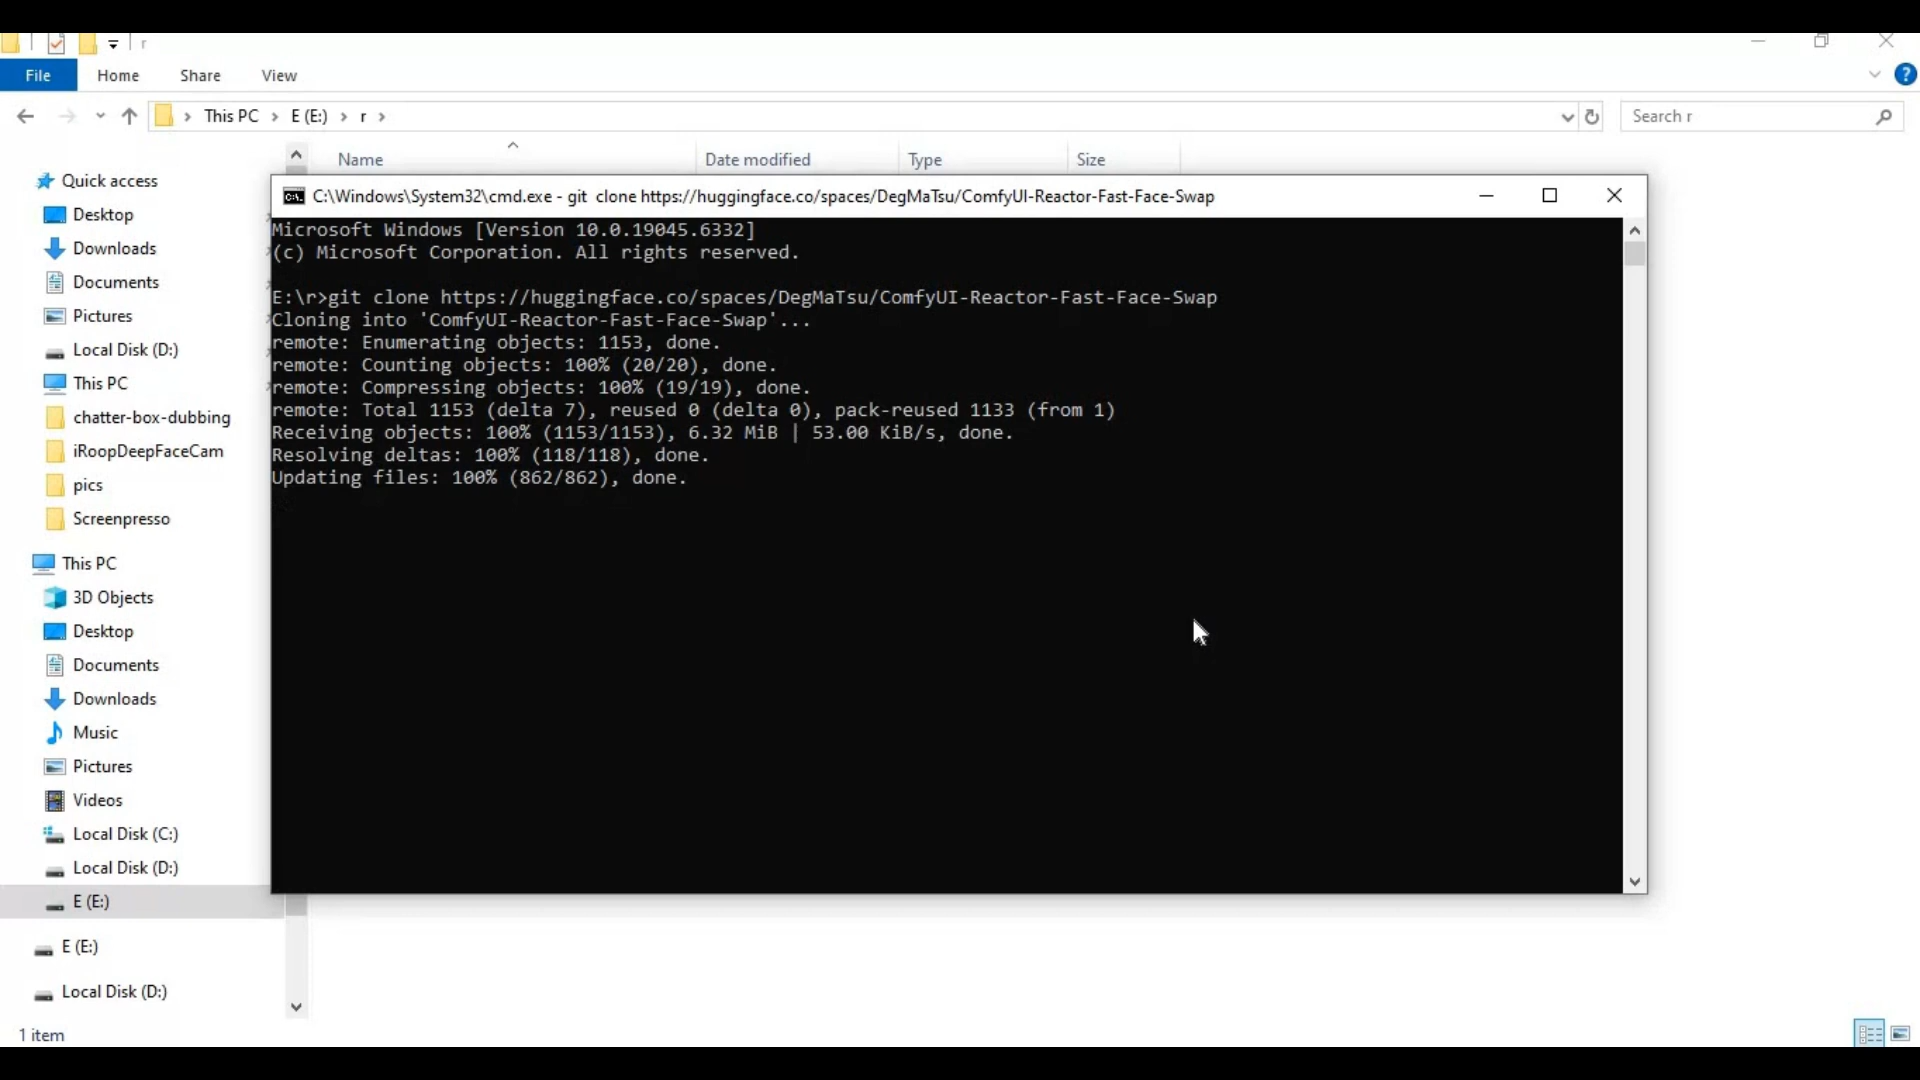 r
File Home Share View
This PC > E (E:) > r >
Search r
Name Date modified Type Size
Quick access
Desktop
Downloads
Documents
Pictures
Local Disk (D:)
This PC
chatter-box-dubbing
iRoopDeepFaceCam
pics
Screenpresso
This PC
3D Objects
Desktop
Documents
Downloads
Music
Pictures
Videos
Local Disk (C:)
Local Disk (D:)
E (E:)
E (E:)
Local Disk (D:)
1 item
C:\Windows\System32\cmd.exe - git clone https://huggingface.co/spaces/DegMaTsu/ComfyUI-Reactor-Fast-Face-Swap
Microsoft Windows [Version 10.0.19045.6332]
(c) Microsoft Corporation. All rights reserved.
E:\r>git clone https://huggingface.co/spaces/DegMaTsu/ComfyUI-Reactor-Fast-Face-Swap
Cloning into 'ComfyUI-Reactor-Fast-Face-Swap'...
remote: Enumerating objects: 1153, done.
remote: Counting objects: 100% (20/20), done.
remote: Compressing objects: 100% (19/19), done.
remote: Total 1153 (delta 7), reused 0 (delta 0), pack-reused 1133 (from 1)
Receiving objects: 100% (1153/1153), 6.32 MiB | 53.00 KiB/s, done.
Resolving deltas: 100% (118/118), done.
Updating files: 100% (862/862), done.